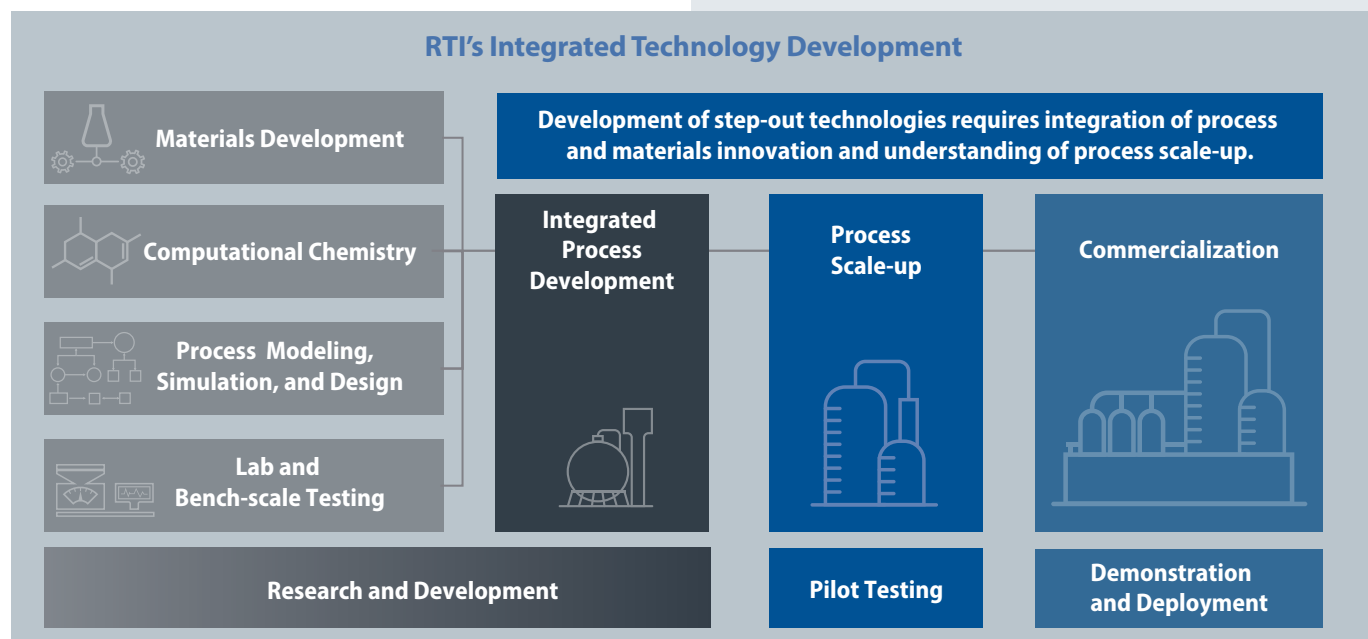 RTI's Integrated Technology Development
Materials Development
Computational Chemistry
Process Modeling,
Simulation, and Design
Lab and
Bench-scale Testing
Development of step-out technologies requires integration of process
and materials innovation and understanding of process scale-up.
Integrated
Process
Development
Process
Scale-up
Commercialization
Research and Development
Pilot Testing
Demonstration
and Deployment